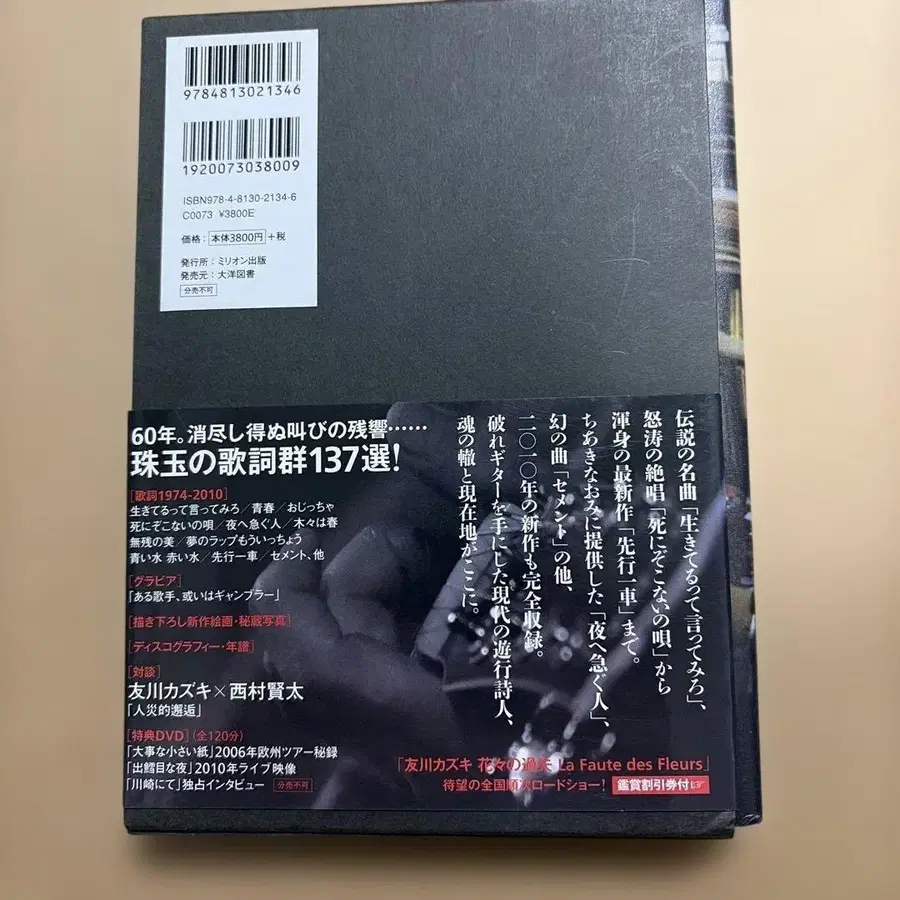 9784813021346
1920073038009
ISBN978-4-8130-2134-6
C0073 ¥3800E
価格：本体3800円+税
発行所：ミリオン出版
発売元：大洋図書
分売不可
60年。消尽し得ぬ叫びの残響……
珠玉の歌詞群137選！
［歌詞1974-2010］
生きてるって言ってみろ／青春／おじっちゃ
死にぞこないの唄／夜へ急ぐ人／木々は春
無残の美／夢のラップもういっちょう
青い水 赤い水／先行一車／セメント、他
［グラビア］
「ある歌手、或いはギャンブラー」
［描き下ろし新作絵画・秘蔵写真］
［ディスコグラフィー・年譜］
［対談］
友川カズキ×西村賢太
「人災的邂逅」
［特典DVD］（全120分）
「大事な小さい紙」2006年欧州ツアー秘録
「出鱈目な夜」2010年ライブ映像
「川崎にて」独占インタビュー 分売不可
伝説の名曲「生きてるって言ってみろ」、
怒涛の絶唱「死にぞこないの唄」から
渾身の最新作「先行一車」まで。
ちあきなおみに提供した「夜へ急ぐ人」、
幻の曲「セメント」の他、
二〇一〇年の新作も完全収録。
破れギターを手にした現代の遊行詩人、
魂の轍と現在地がここに。
「友川カズキ 花々の過失 La Faute des Fleurs」
待望の全国順次ロードショー！ 鑑賞割引券付☞